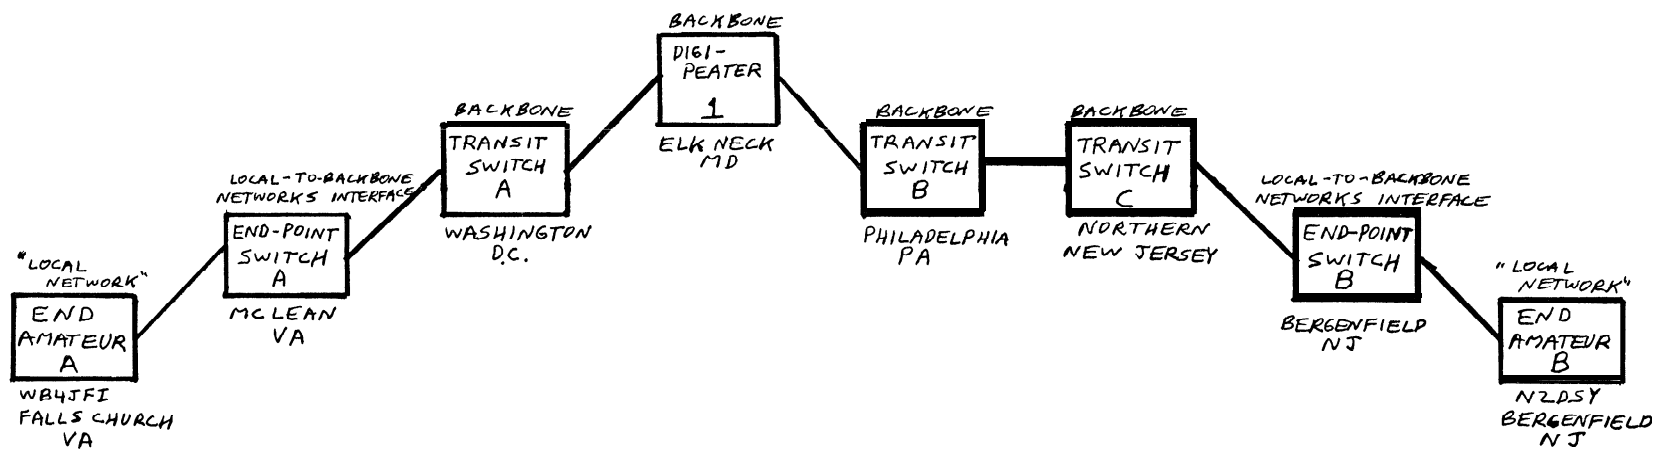 "LOCAL
NETWORK"
END
AMATEUR
A
WB4JFI
FALLS CHURCH
VA
LOCAL-TO-BACKBONE
NETWORKS INTERFACE
END-POINT
SWITCH
A
MCLEAN
VA
BACKBONE
TRANSIT
SWITCH
A
WASHINGTON
D.C.
BACKBONE
DIGI-
PEATER
1
ELK NECK
MD
BACKBONE
TRANSIT
SWITCH
B
PHILADELPHIA
PA
BACKBONE
TRANSIT
SWITCH
C
NORTHERN
NEW JERSEY
LOCAL-TO-BACKBONE
NETWORKS INTERFACE
END-POINT
SWITCH
B
BERGENFIELD
NJ
"LOCAL
NETWORK"
END
AMATEUR
B
N2DSY
BERGENFIELD
NJ